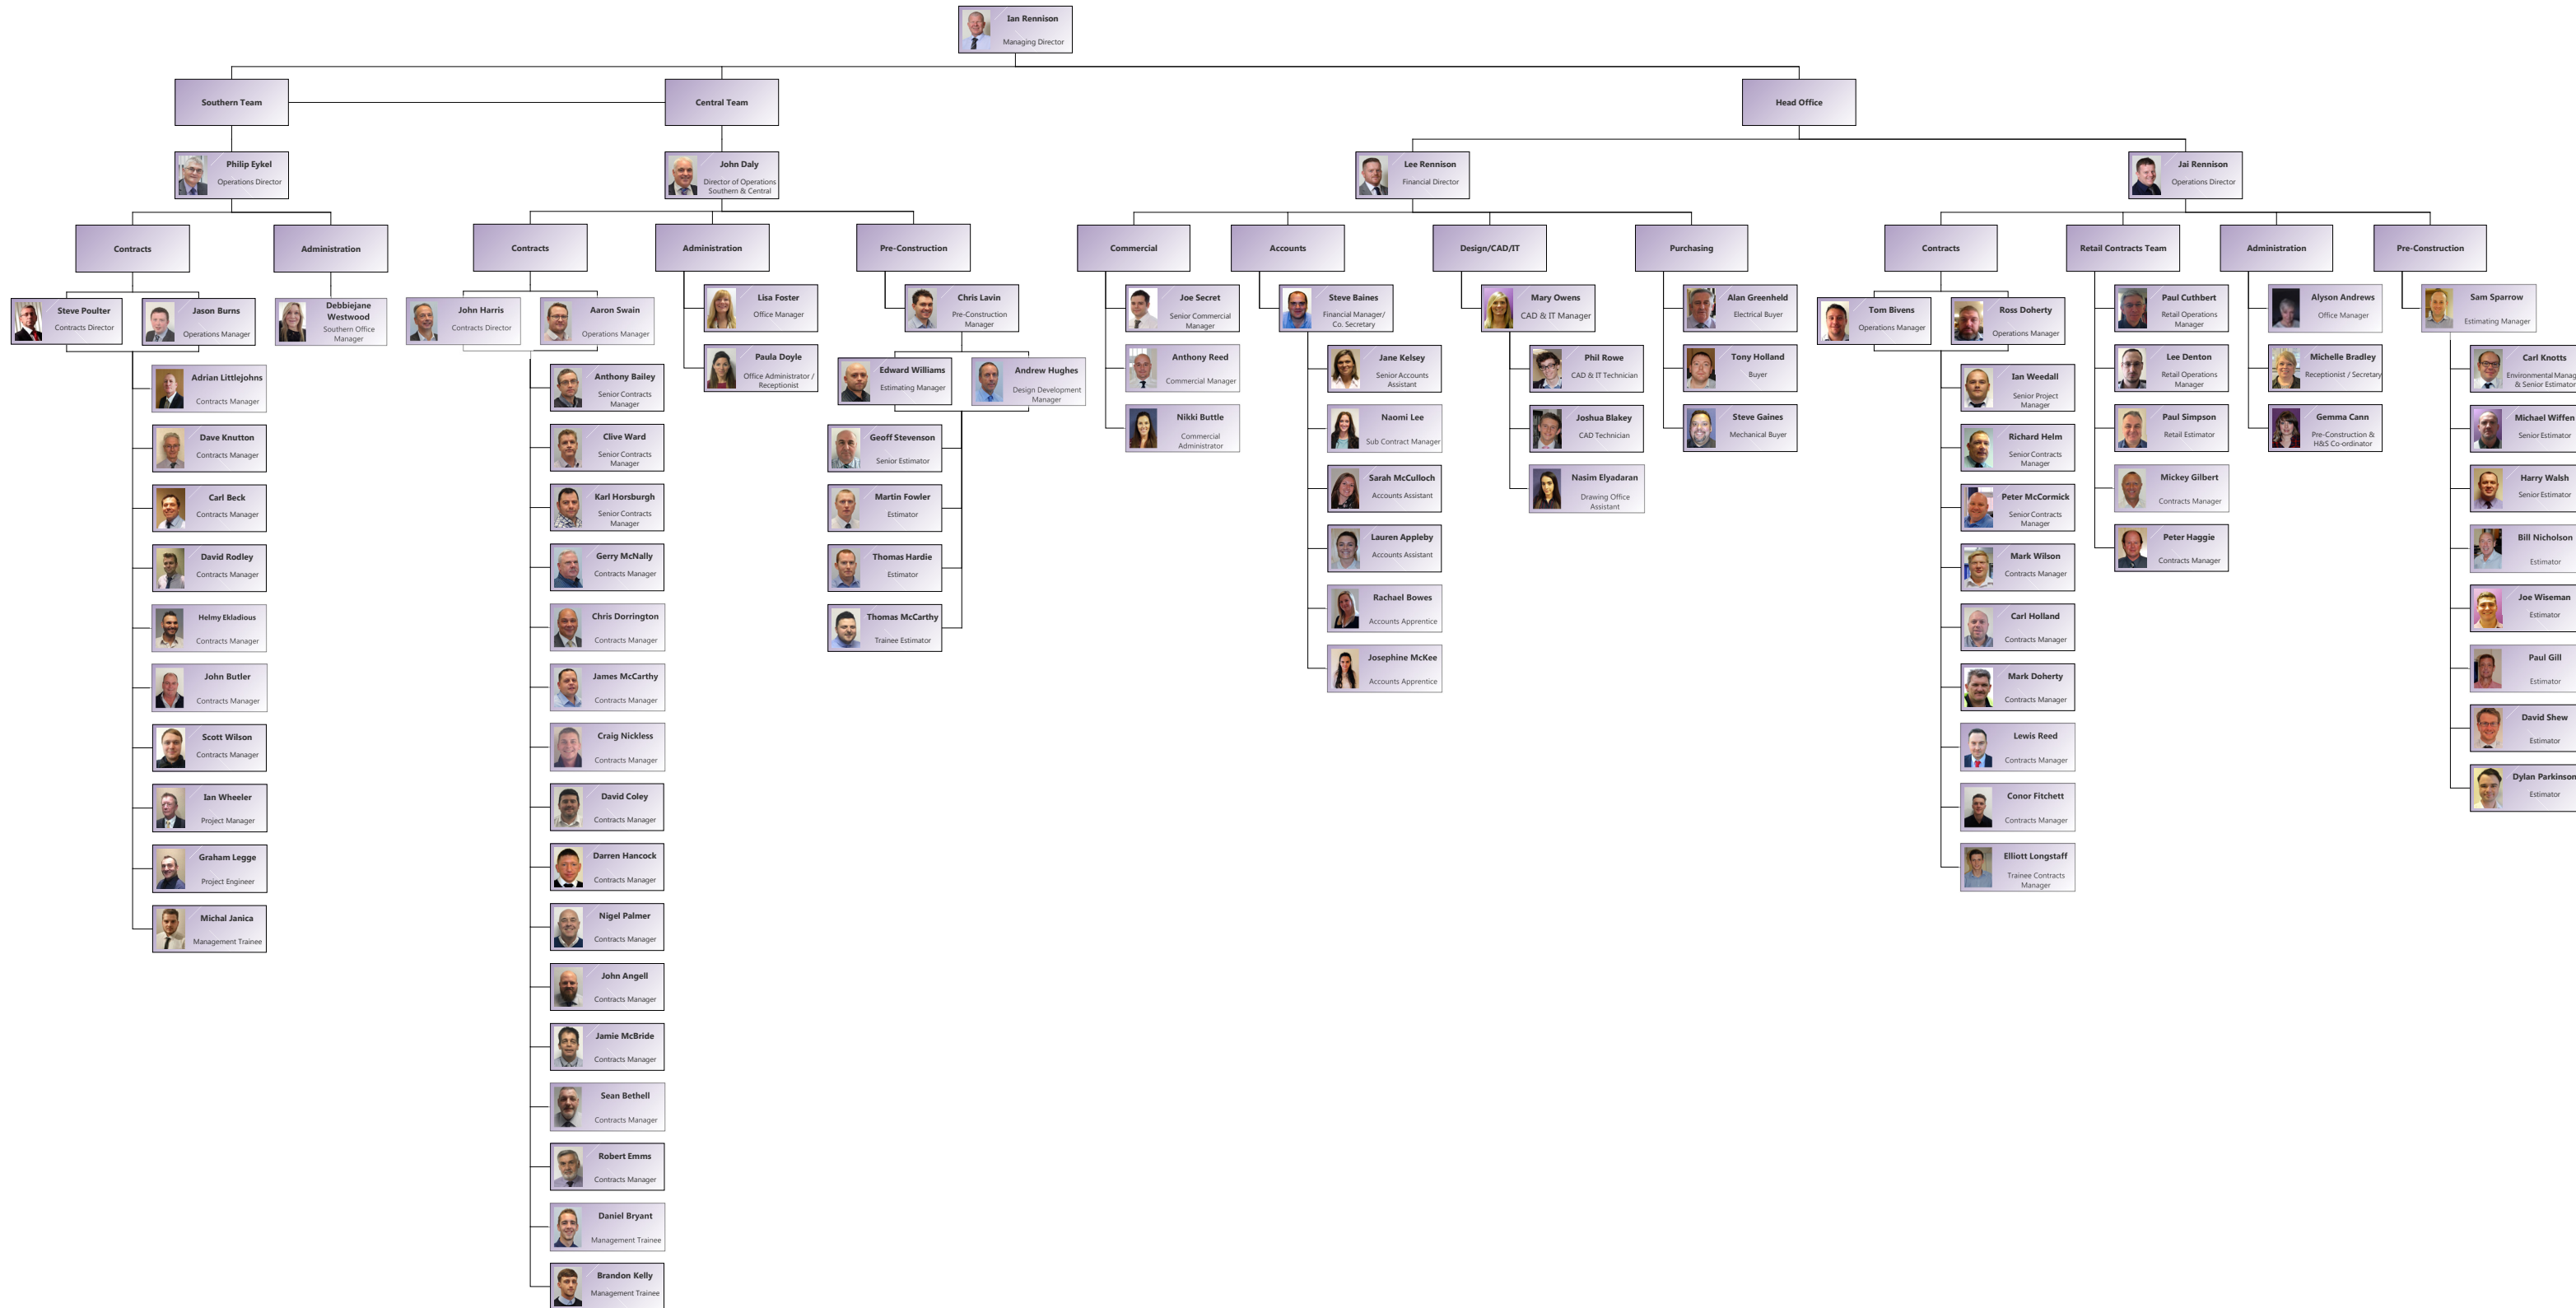 Ian Rennison
Managing Director
Southern Team
Central Team
Head Office
Philip Eykel
Operations Director
John Daly
Director of Operations
Southern & Central
Lee Rennison
Financial Director
Jai Rennison
Operations Director
Contracts
Administration
Contracts
Administration
Pre-Construction
Commercial
Accounts
Design/CAD/IT
Purchasing
Contracts
Retail Contracts Team
Administration
Pre-Construction
Steve Poulter
Contracts Director
Jason Burns
Operations Manager
Adrian Littlejohns
Contracts Manager
Dave Knutton
Contracts Manager
Carl Beck
Contracts Manager
David Rodley
Contracts Manager
Helmy Ekladious
Contracts Manager
John Butler
Contracts Manager
Scott Wilson
Contracts Manager
Ian Wheeler
Project Manager
Graham Legge
Project Engineer
Michal Janica
Management Trainee
Debbiejane
Westwood
Southern Office
Manager
John Harris
Contracts Director
Aaron Swain
Operations Manager
Anthony Bailey
Senior Contracts
Manager
Clive Ward
Senior Contracts
Manager
Karl Horsburgh
Senior Contracts
Manager
Gerry McNally
Contracts Manager
Chris Dorrington
Contracts Manager
James McCarthy
Contracts Manager
Craig Nickless
Contracts Manager
David Coley
Contracts Manager
Darren Hancock
Contracts Manager
Nigel Palmer
Contracts Manager
John Angell
Contracts Manager
Jamie McBride
Contracts Manager
Sean Bethell
Contracts Manager
Robert Emms
Contracts Manager
Daniel Bryant
Management Trainee
Brandon Kelly
Management Trainee
Lisa Foster
Office Manager
Paula Doyle
Office Administrator /
Receptionist
Chris Lavin
Pre-Construction
Manager
Edward Williams
Estimating Manager
Andrew Hughes
Design Development
Manager
Geoff Stevenson
Senior Estimator
Martin Fowler
Estimator
Thomas Hardie
Estimator
Thomas McCarthy
Trainee Estimator
Joe Secret
Senior Commercial
Manager
Anthony Reed
Commercial Manager
Nikki Buttle
Commercial
Administrator
Steve Baines
Financial Manager/
Co. Secretary
Jane Kelsey
Senior Accounts
Assistant
Naomi Lee
Sub Contract Manager
Sarah McCulloch
Accounts Assistant
Lauren Appleby
Accounts Assistant
Rachael Bowes
Accounts Apprentice
Josephine McKee
Accounts Apprentice
Mary Owens
CAD & IT Manager
Phil Rowe
CAD & IT Technician
Joshua Blakey
CAD Technician
Nasim Elyadaran
Drawing Office
Assistant
Alan Greenheld
Electrical Buyer
Tony Holland
Buyer
Steve Gaines
Mechanical Buyer
Tom Bivens
Operations Manager
Ross Doherty
Operations Manager
Ian Weedall
Senior Project
Manager
Richard Helm
Senior Contracts
Manager
Peter McCormick
Senior Contracts
Manager
Mark Wilson
Contracts Manager
Carl Holland
Contracts Manager
Mark Doherty
Contracts Manager
Lewis Reed
Contracts Manager
Conor Fitchett
Contracts Manager
Elliott Longstaff
Trainee Contracts
Manager
Paul Cuthbert
Retail Operations
Manager
Lee Denton
Retail Operations
Manager
Paul Simpson
Retail Estimator
Mickey Gilbert
Contracts Manager
Peter Haggie
Contracts Manager
Alyson Andrews
Office Manager
Michelle Bradley
Receptionist / Secretary
Gemma Cann
Pre-Construction &
H&S Co-ordinator
Sam Sparrow
Estimating Manager
Carl Knotts
Environmental Manag
& Senior Estimator
Michael Wiffen
Senior Estimator
Harry Walsh
Senior Estimator
Bill Nicholson
Estimator
Joe Wiseman
Estimator
Paul Gill
Estimator
David Shew
Estimator
Dylan Parkinson
Estimator